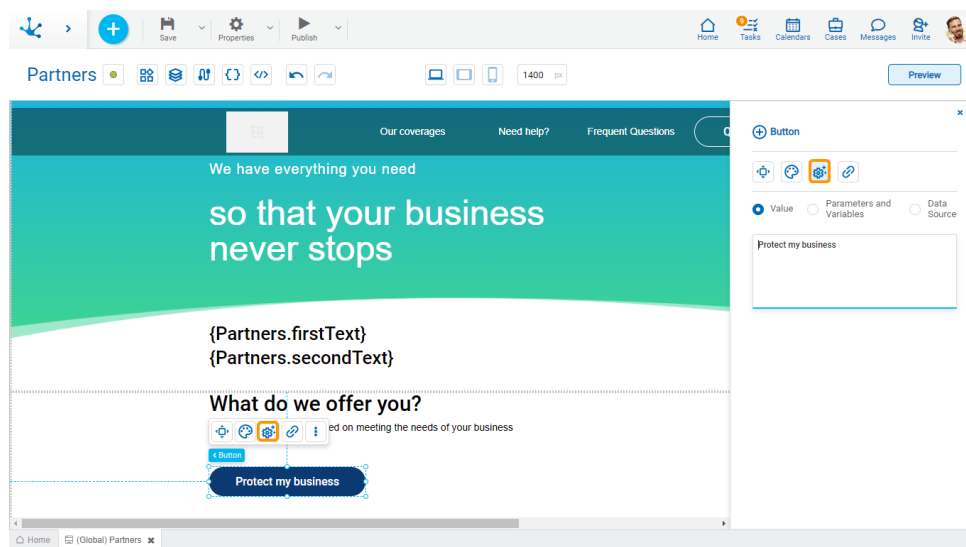 Save
Properties
Publish
Home
9
Tasks
Calendars
Cases
Messages
Invite
Partners
1400 px
Preview
Our coverages
Need help?
Frequent Questions
We have everything you need
so that your business
never stops
{Partners.firstText}
{Partners.secondText}
What do we offer you?
ed on meeting the needs of your business
Button
Protect my business
Button
Value
Parameters and
Variables
Data
Source
Protect my business
Home
(Global) Partners